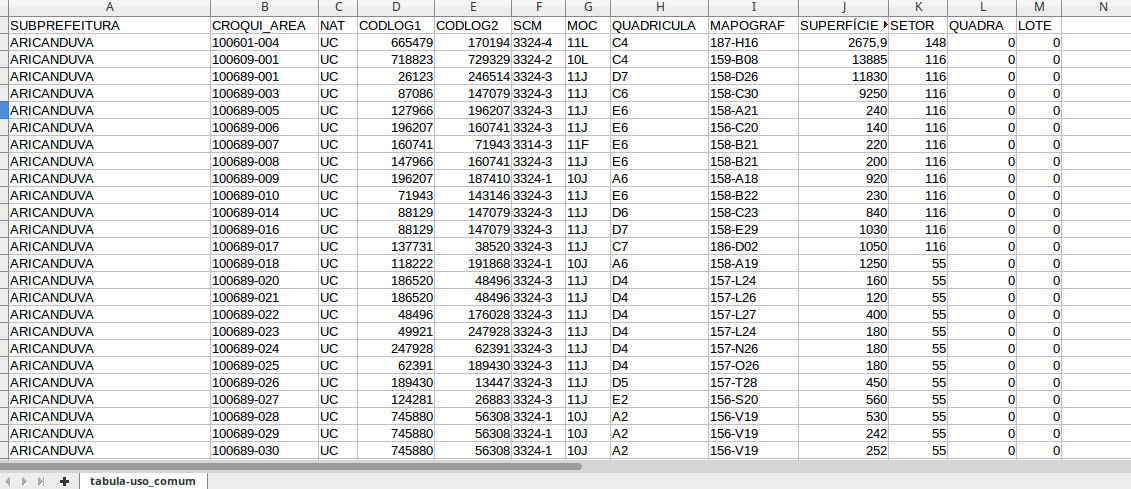 A B C D E F G H I J K L M N
SUBPREFEITURA CROQUI_AREA NAT CODLOG1 CODLOG2 SCM MOC QUADRICULA MAPOGRAF SUPERFÍCIE SETOR QUADRA LOTE
ARICANDUVA 100601-004 UC 665479 170194 3324-4 11L C4 187-H16 2675,9 148 0 0
ARICANDUVA 100609-001 UC 718823 729329 3324-2 10L C4 159-B08 13885 116 0 0
ARICANDUVA 100689-001 UC 26123 246514 3324-3 11J D7 158-D26 11830 116 0 0
ARICANDUVA 100689-003 UC 87086 147079 3324-3 11J C6 158-C30 9250 116 0 0
ARICANDUVA 100689-005 UC 127966 196207 3324-3 11J E6 158-A21 240 116 0 0
ARICANDUVA 100689-006 UC 196207 160741 3324-3 11J E6 156-C20 140 116 0 0
ARICANDUVA 100689-007 UC 160741 71943 3314-3 11F E6 158-B21 220 116 0 0
ARICANDUVA 100689-008 UC 147966 160741 3324-3 11J E6 158-B21 200 116 0 0
ARICANDUVA 100689-009 UC 196207 187410 3324-1 10J A6 158-A18 920 116 0 0
ARICANDUVA 100689-010 UC 71943 143146 3324-3 11J E6 158-B22 230 116 0 0
ARICANDUVA 100689-014 UC 88129 147079 3324-3 11J D6 158-C23 840 116 0 0
ARICANDUVA 100689-016 UC 88129 147079 3324-3 11J D7 158-E29 1030 116 0 0
ARICANDUVA 100689-017 UC 137731 38520 3324-3 11J C7 186-D02 1050 116 0 0
ARICANDUVA 100689-018 UC 118222 191868 3324-1 10J A6 158-A19 1250 55 0 0
ARICANDUVA 100689-020 UC 186520 48496 3324-3 11J D4 157-L24 160 55 0 0
ARICANDUVA 100689-021 UC 186520 48496 3324-3 11J D4 157-L26 120 55 0 0
ARICANDUVA 100689-022 UC 48496 176028 3324-3 11J D4 157-L27 400 55 0 0
ARICANDUVA 100689-023 UC 49921 247928 3324-3 11J D4 157-L24 180 55 0 0
ARICANDUVA 100689-024 UC 247928 62391 3324-3 11J D4 157-N26 180 55 0 0
ARICANDUVA 100689-025 UC 62391 189430 3324-3 11J D4 157-O26 180 55 0 0
ARICANDUVA 100689-026 UC 189430 13447 3324-3 11J D5 157-T28 450 55 0 0
ARICANDUVA 100689-027 UC 124281 26883 3324-3 11J E2 156-S20 560 55 0 0
ARICANDUVA 100689-028 UC 745880 56308 3324-1 10J A2 156-V19 530 55 0 0
ARICANDUVA 100689-029 UC 745880 56308 3324-1 10J A2 156-V19 242 55 0 0
ARICANDUVA 100689-030 UC 745880 56308 3324-1 10J A2 156-V19 252 55 0 0
tabula-uso_comum